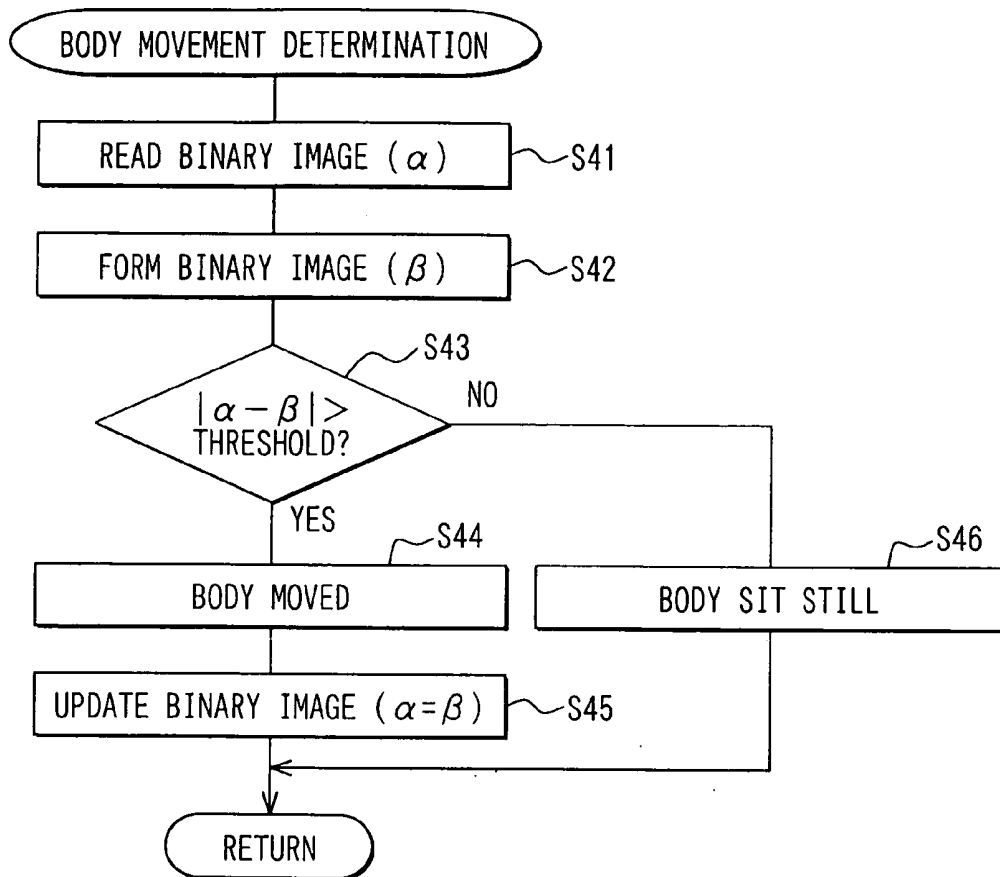 BODY MOVEMENT DETERMINATION
READ BINARY IMAGE (α)
S41
FORM BINARY IMAGE (β)
S42
S43
|α-β|>
THRESHOLD?
NO
YES
S44
BODY MOVED
S46
BODY SIT STILL
UPDATE BINARY IMAGE (α=β)
S45
RETURN